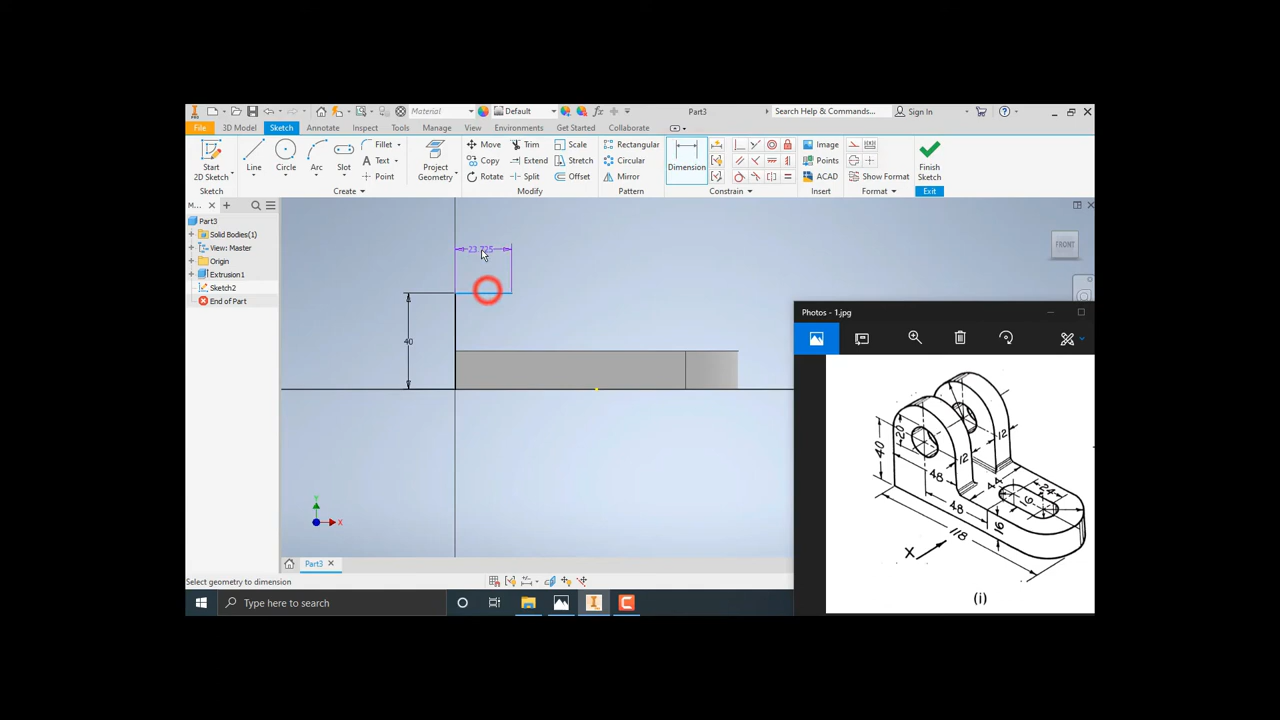 Material Default Part3 Search Help & Commands... Sign In
File 3D Model Sketch Annotate Inspect Tools Manage View Environments Get Started Collaborate
Start 2D Sketch Line Circle Arc Slot Fillet Text Point Project Geometry Move Copy Rotate Trim Extend Split Scale Stretch Offset Rectangular Circular Mirror Dimension Image Points ACAD Show Format Finish Sketch
Sketch Create Modify Pattern Constrain Insert Format Exit
M...
Part3
Solid Bodies(1)
View: Master
Origin
Extrusion1
Sketch2
End of Part
23.725
40
FRONT
Y
X
Photos - 1.jpg
40 20 12 12
48 48 24
16 118
X
(i)
Part3
Select geometry to dimension
Type here to search